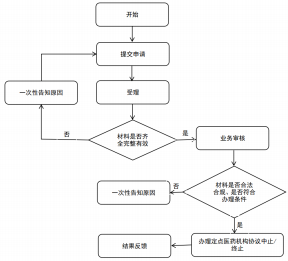 开始
提交申请
一次性告知原因
受理
材料是否齐
全完整有效
否
是
业务审核
材料是否合法
合规，是否符合
办理条件
否
一次性告知原因
是
办理定点医药机构协议中止/
终止
结果反馈